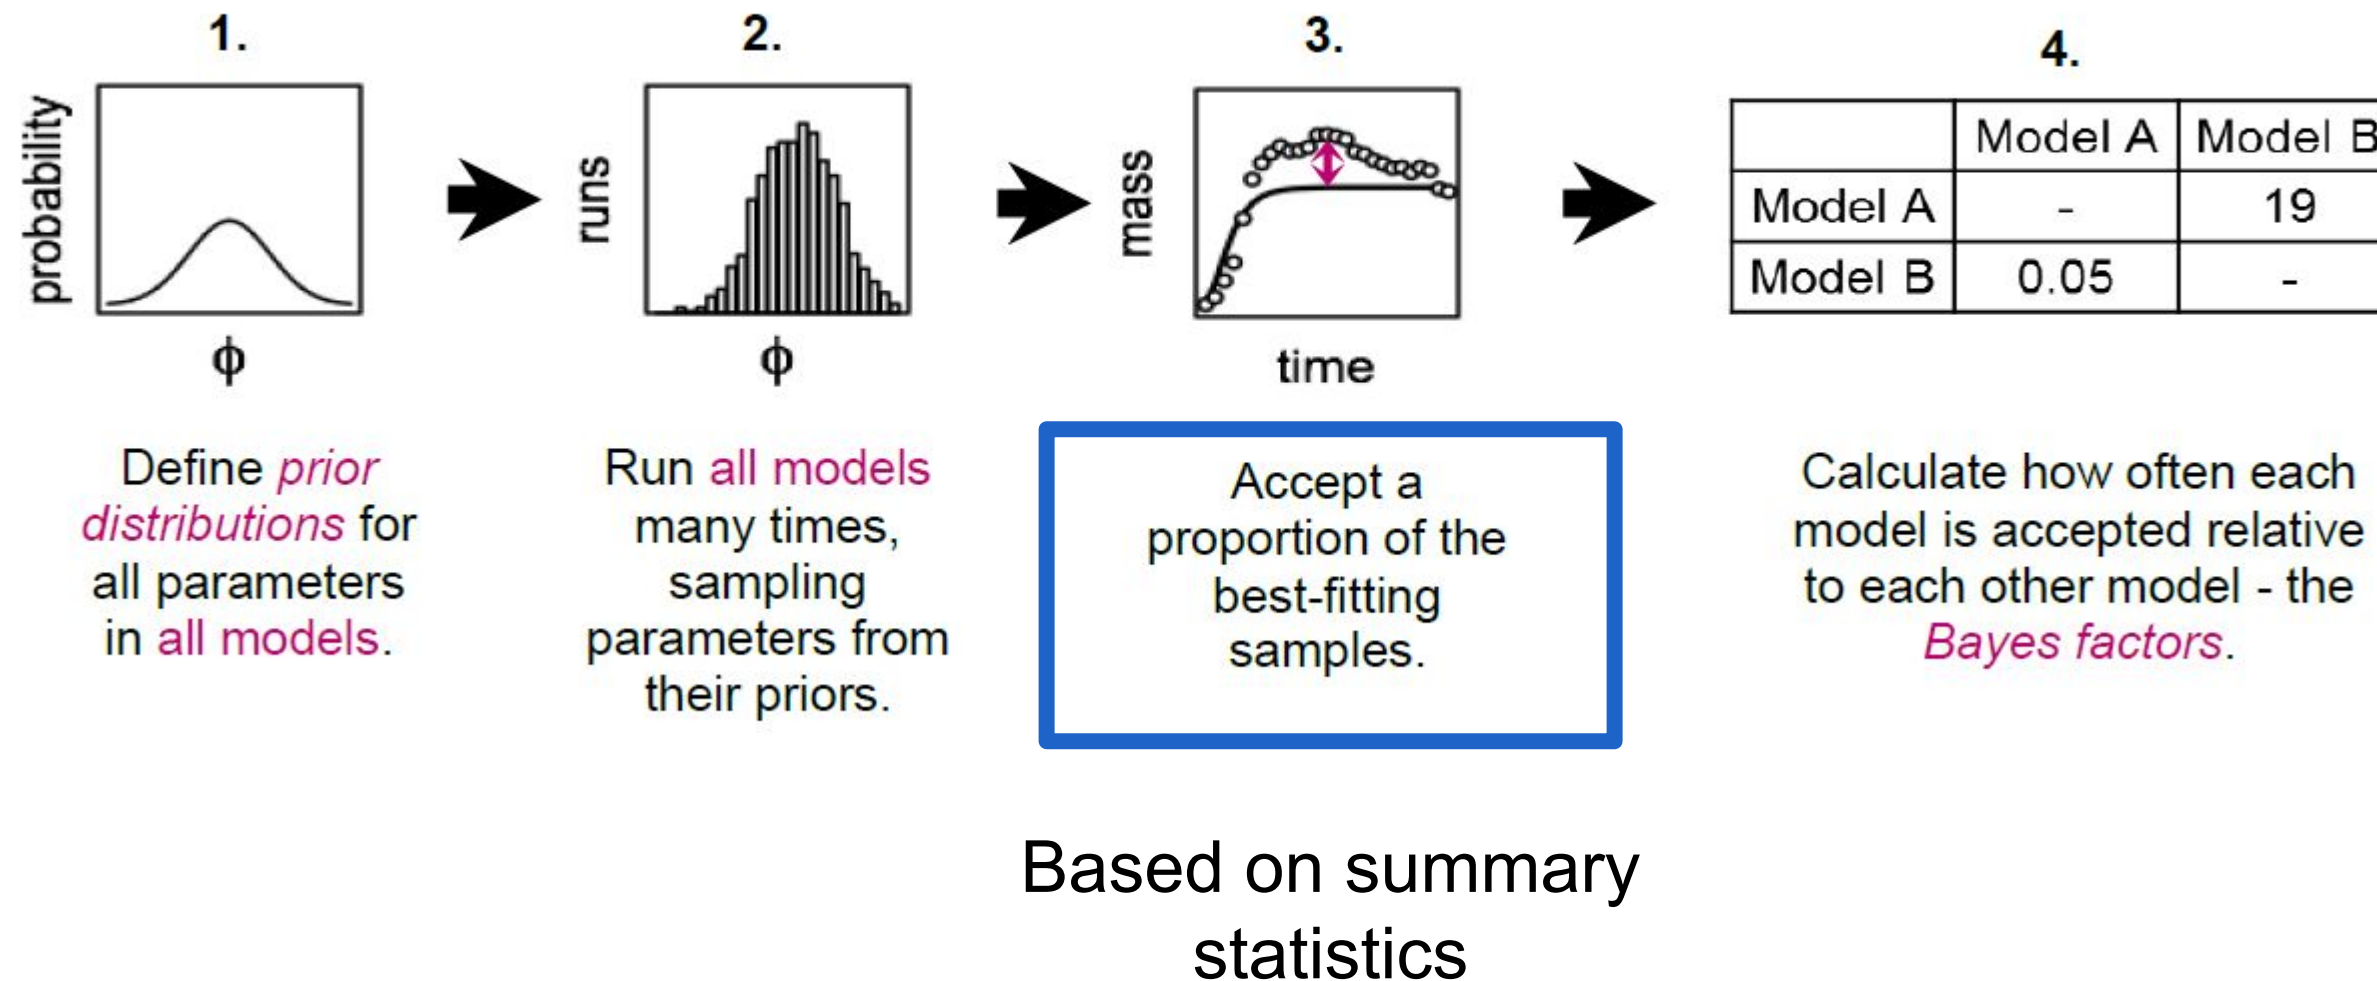 1.
probability
ϕ
Define prior
distributions for
all parameters
in all models.
2.
runs
ϕ
Run all models
many times,
sampling
parameters from
their priors.
3.
mass
time
Accept a
proportion of the
best-fitting
samples.
Based on summary
statistics
4.
Model A Model B
Model A - 19
Model B 0.05 -
Calculate how often each
model is accepted relative
to each other model - the
Bayes factors.